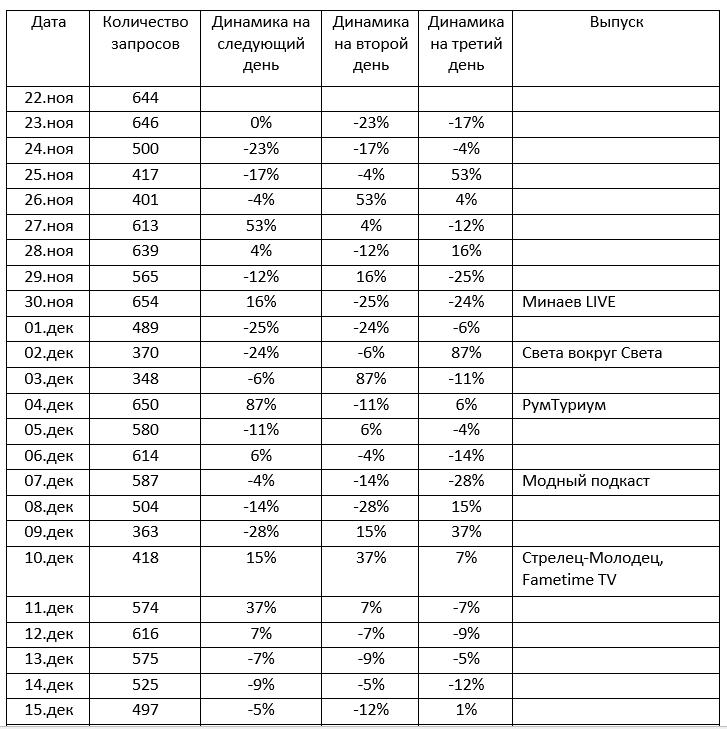 Дата Количество запросов Динамика на следующий день Динамика на второй день Динамика на третий день Выпуск
22.ноя 644
23.ноя 646 0% -23% -17%
24.ноя 500 -23% -17% -4%
25.ноя 417 -17% -4% 53%
26.ноя 401 -4% 53% 4%
27.ноя 613 53% 4% -12%
28.ноя 639 4% -12% 16%
29.ноя 565 -12% 16% -25%
30.ноя 654 16% -25% -24% Минаев LIVE
01.дек 489 -25% -24% -6%
02.дек 370 -24% -6% 87% Света вокруг Света
03.дек 348 -6% 87% -11%
04.дек 650 87% -11% 6% РумТуриум
05.дек 580 -11% 6% -4%
06.дек 614 6% -4% -14%
07.дек 587 -4% -14% -28% Модный подкаст
08.дек 504 -14% -28% 15%
09.дек 363 -28% 15% 37%
10.дек 418 15% 37% 7% Стрелец-Молодец,
Fametime TV
11.дек 574 37% 7% -7%
12.дек 616 7% -7% -9%
13.дек 575 -7% -9% -5%
14.дек 525 -9% -5% -12%
15.дек 497 -5% -12% 1%